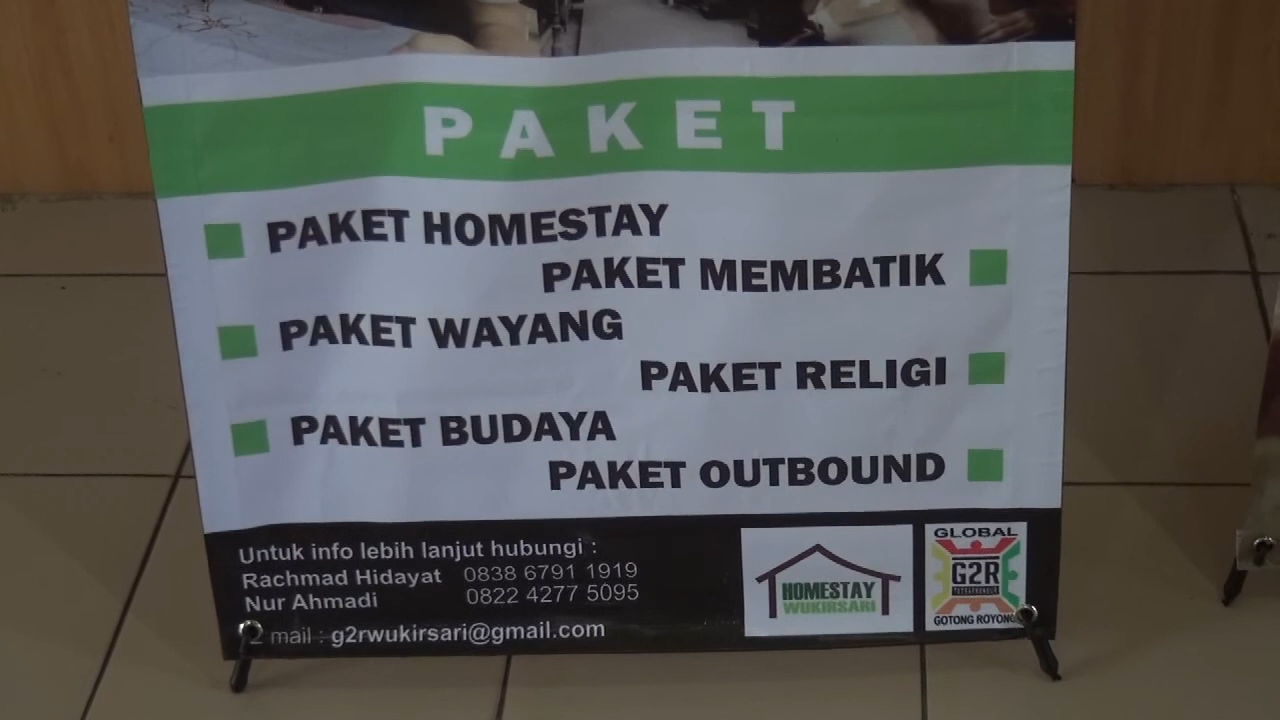 PAKET
PAKET HOMESTAY
PAKET MEMBATIK
PAKET WAYANG
PAKET RELIGI
PAKET BUDAYA
PAKET OUTBOUND
Untuk info lebih lanjut hubungi :
Rachmad Hidayat 0838 6791 1919
Nur Ahmadi 0822 4277 5095
mail : g2rwukirsari@gmail.com
HOMESTAY
WUKIRSARI
GLOBAL
G2R
GOTONG ROYONG